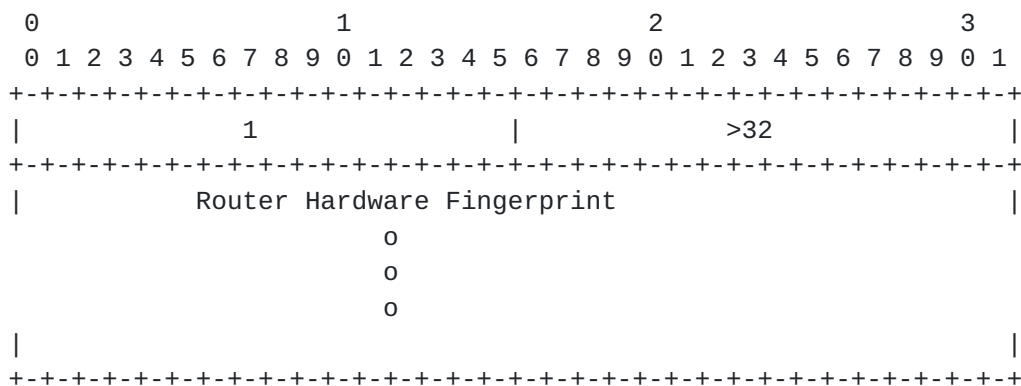 0                   1                   2                   3
 0 1 2 3 4 5 6 7 8 9 0 1 2 3 4 5 6 7 8 9 0 1 2 3 4 5 6 7 8 9 0 1
+-+-+-+-+-+-+-+-+-+-+-+-+-+-+-+-+-+-+-+-+-+-+-+-+-+-+-+-+-+-+-+-+
|              1                |             >32               |
+-+-+-+-+-+-+-+-+-+-+-+-+-+-+-+-+-+-+-+-+-+-+-+-+-+-+-+-+-+-+-+-+
|           Router Hardware Fingerprint                         |
                        o
                        o
                        o
|                                                               |
+-+-+-+-+-+-+-+-+-+-+-+-+-+-+-+-+-+-+-+-+-+-+-+-+-+-+-+-+-+-+-+-+